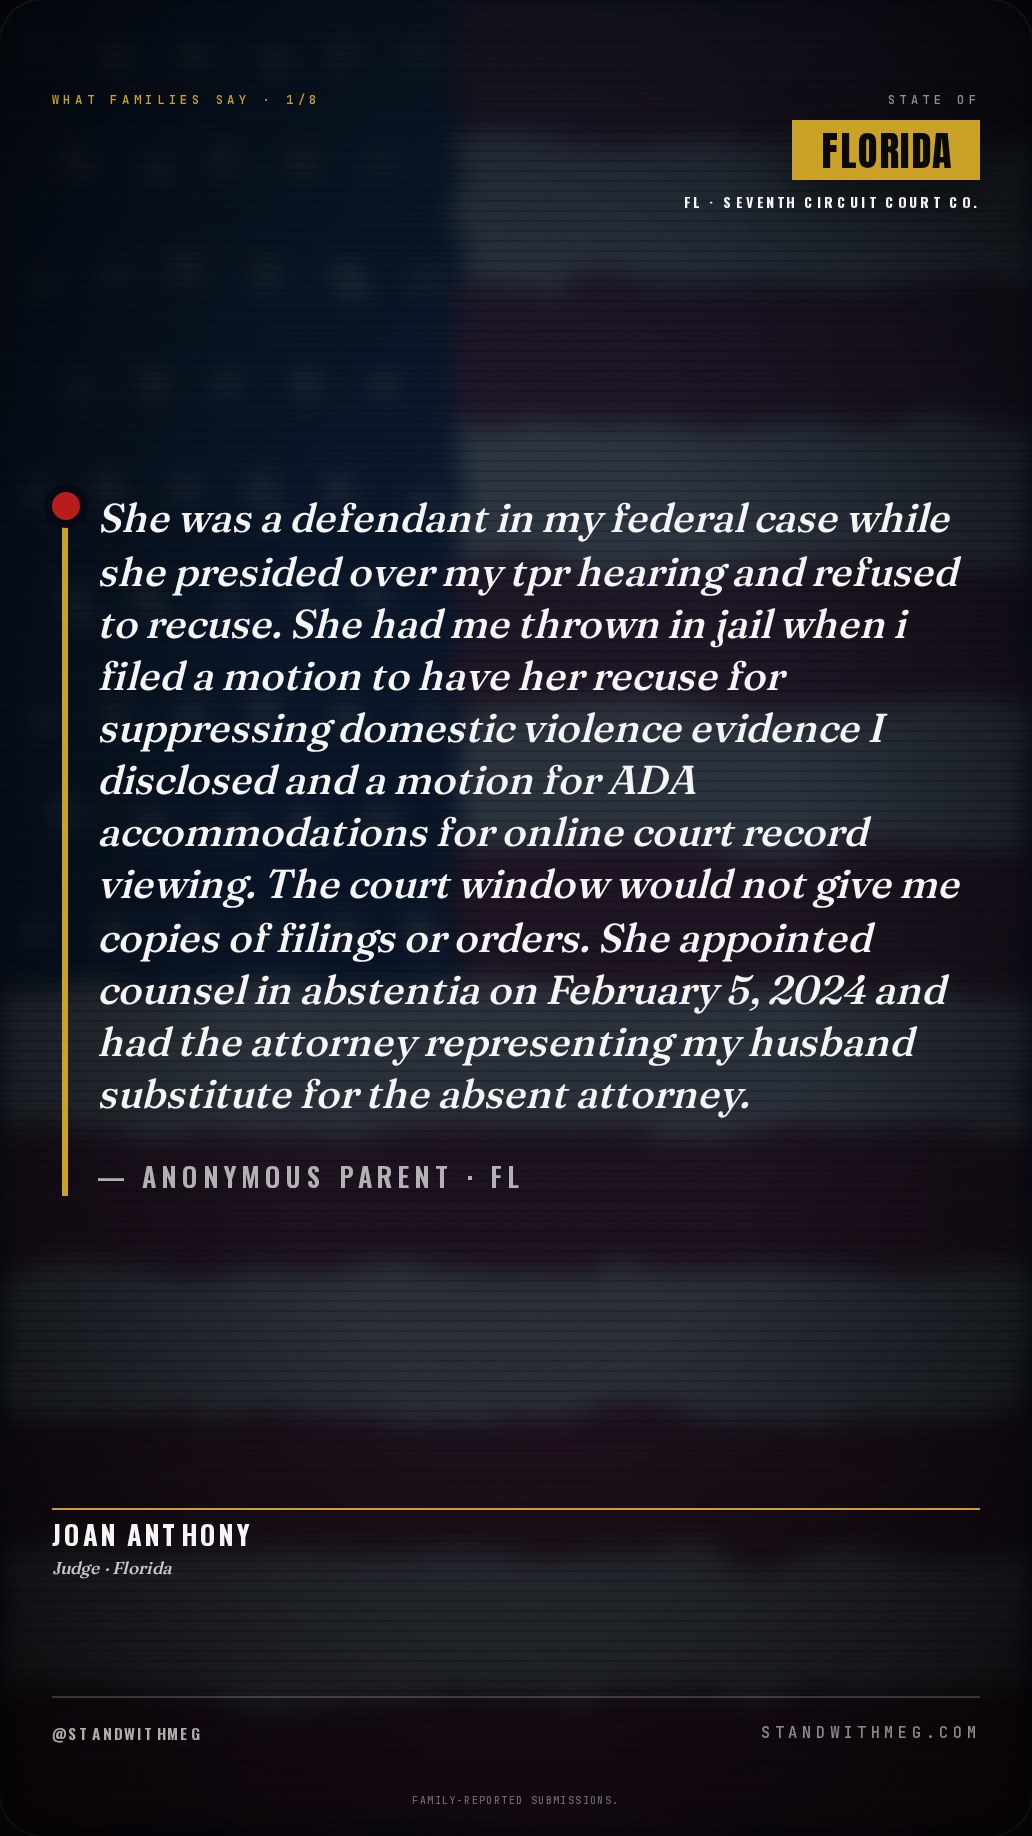 WHAT FAMILIES SAY · 1/8
STATE OF
FLORIDA
FL · SEVENTH CIRCUIT COURT CO.
She was a defendant in my federal case while
she presided over my tpr hearing and refused
to recuse. She had me thrown in jail when i
filed a motion to have her recuse for
suppressing domestic violence evidence I
disclosed and a motion for ADA
accommodations for online court record
viewing. The court window would not give me
copies of filings or orders. She appointed
counsel in abstentia on February 5, 2024 and
had the attorney representing my husband
substitute for the absent attorney.
— ANONYMOUS PARENT · FL
JOAN ANTHONY
Judge · Florida
@STANDWITHMEG
STANDWITHMEG.COM
FAMILY-REPORTED SUBMISSIONS.